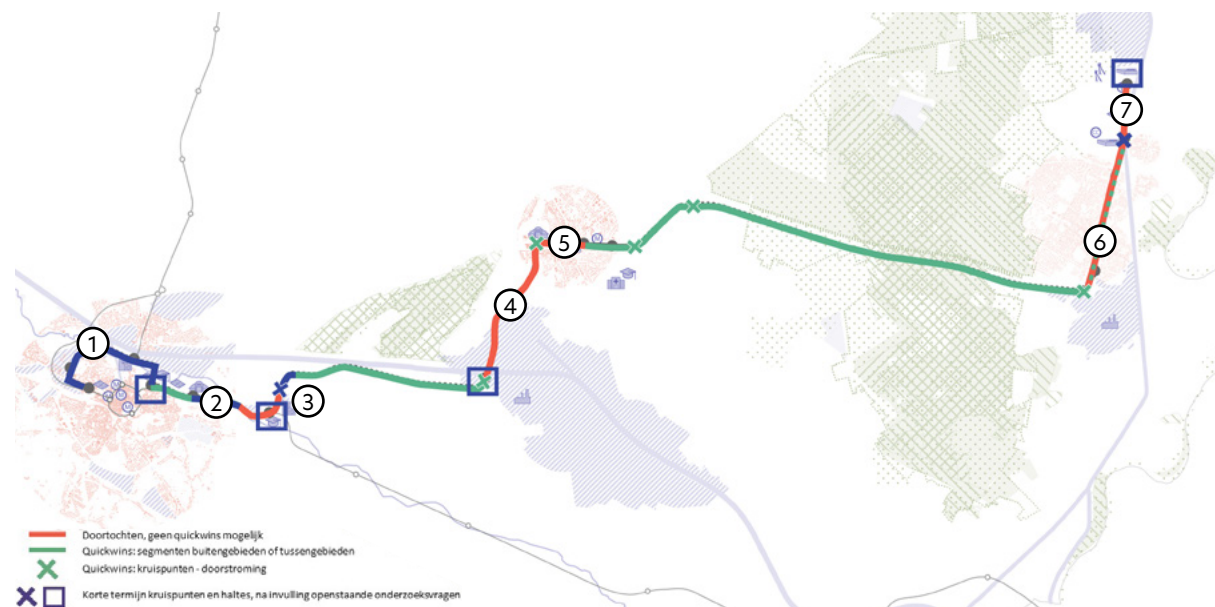 7
6
5
4
1
2
3
Doortochten, geen quickwins mogelijk
Quickwins: segmenten buitengebieden of tussengebieden
Quickwins: kruispunten - doorstroming
Korte termijn kruispunten en haltes, na invulling openstaande onderzoeksvragen